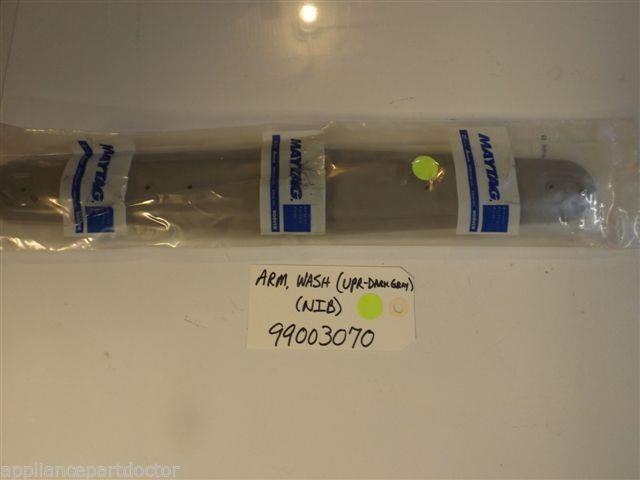 MAYTAG.
MAYTAG.
MAYTAG.
ARM, WASH (UPR-DARK GRAY)
(NIB)
99003070
appliancepartdoctor